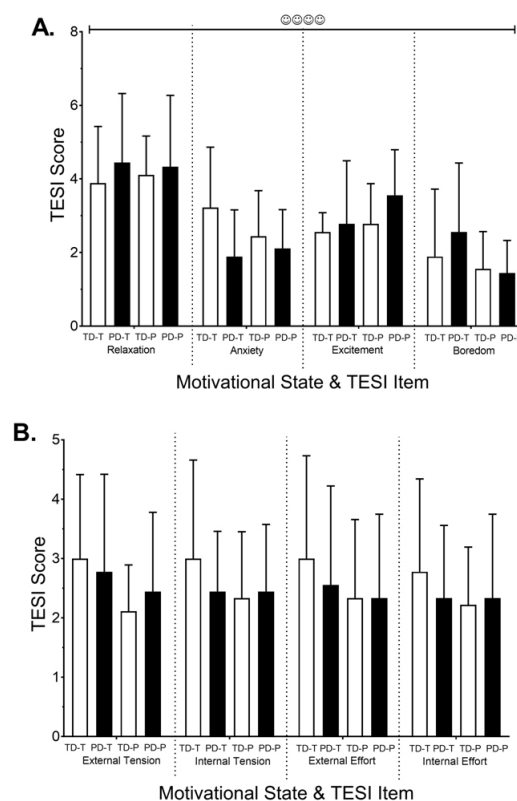 A.
☺☺☺☺
8
6
4
2
0
TESI Score
TD-T PD-T TD-P PD-P TD-T PD-T TD-P PD-P TD-T PD-T TD-P PD-P TD-T PD-T TD-P PD-
Relaxation Anxiety Excitement Boredom
Motivational State & TESI Item
B.
5
4
3
2
1
0
TESI Score
TD-T PD-T TD-P PD-P TD-T PD-T TD-P PD-P TD-T PD-T TD-P PD-P TD-T PD-T TD-P PD-P
External Tension Internal Tension External Effort Internal Effort
Motivational State & TESI Item